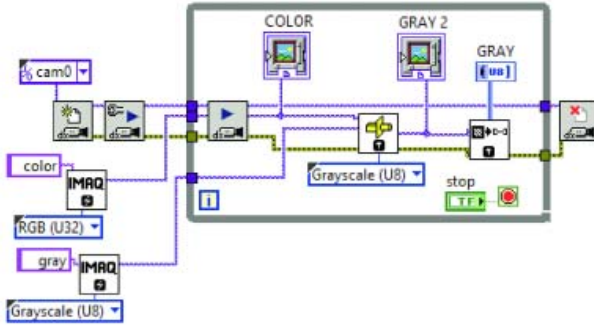 COLOR
GRAY 2
GRAY
cam0
U8
color
IMAQ
RGB (U32)
Grayscale (U8)
stop
TF
i
gray
IMAQ
Grayscale (U8)